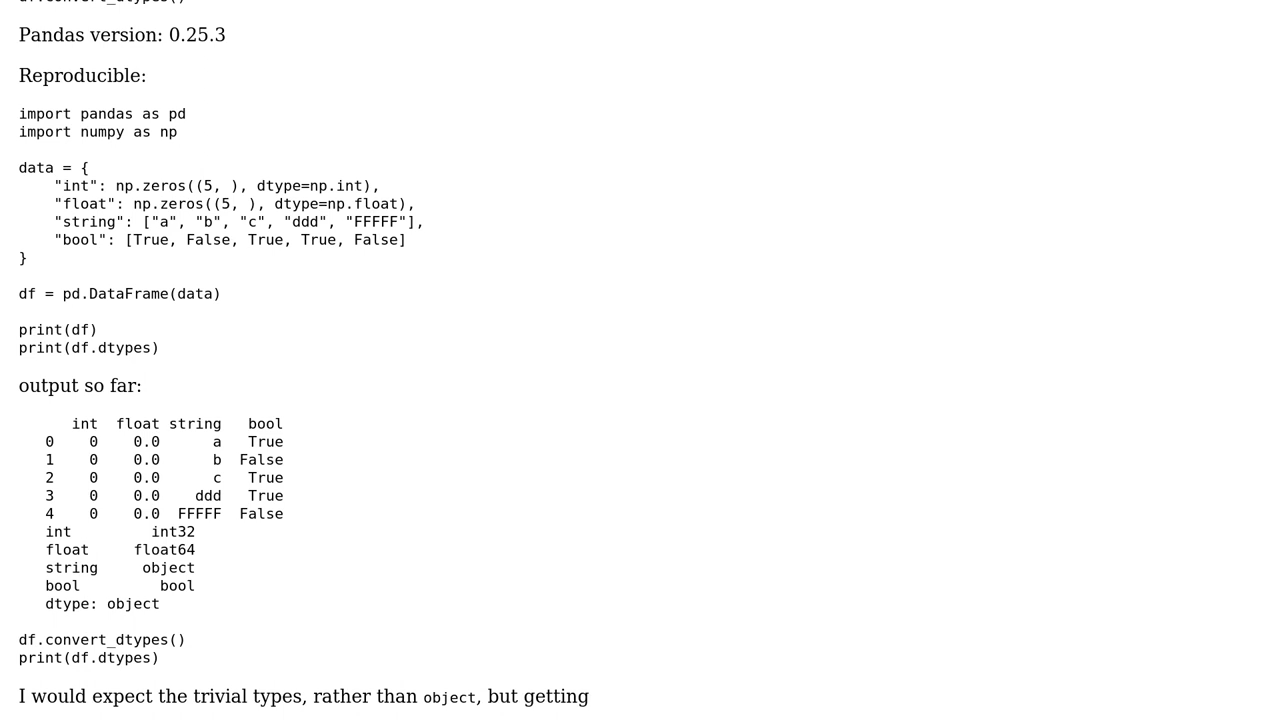 df.convert_dtypes()
Pandas version: 0.25.3
Reproducible:
import pandas as pd
import numpy as np
data = {
    "int": np.zeros((5, ), dtype=np.int),
    "float": np.zeros((5, ), dtype=np.float),
    "string": ["a", "b", "c", "ddd", "FFFFF"],
    "bool": [True, False, True, True, False]
}
df = pd.DataFrame(data)
print(df)
print(df.dtypes)
output so far:
      int  float string   bool
   0    0    0.0      a   True
   1    0    0.0      b  False
   2    0    0.0      c   True
   3    0    0.0    ddd   True
   4    0    0.0  FFFFF  False
   int         int32
   float     float64
   string     object
   bool         bool
   dtype: object
df.convert_dtypes()
print(df.dtypes)
I would expect the trivial types, rather than object, but getting